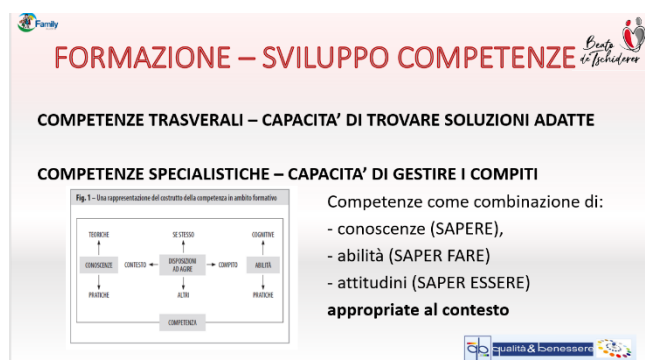 Family
FORMAZIONE – SVILUPPO COMPETENZE
Beato
de Tschiderer
COMPETENZE TRASVERALI – CAPACITA’ DI TROVARE SOLUZIONI ADATTE
COMPETENZE SPECIALISTICHE – CAPACITA’ DI GESTIRE I COMPITI
Fig. 1 – Una rappresentazione del costrutto della competenza in ambito formativo
TEORICHE SE STESSO COGNITIVE
CONOSCENZE CONTESTO DISPOSIZIONI AD AGIRE COMPITO ABILITÀ
PRATICHE ALTRI PRATICHE
COMPETENZA
Competenze come combinazione di:
- conoscenze (SAPERE),
- abilità (SAPER FARE)
- attitudini (SAPER ESSERE)
appropriate al contesto
qualità & benessere